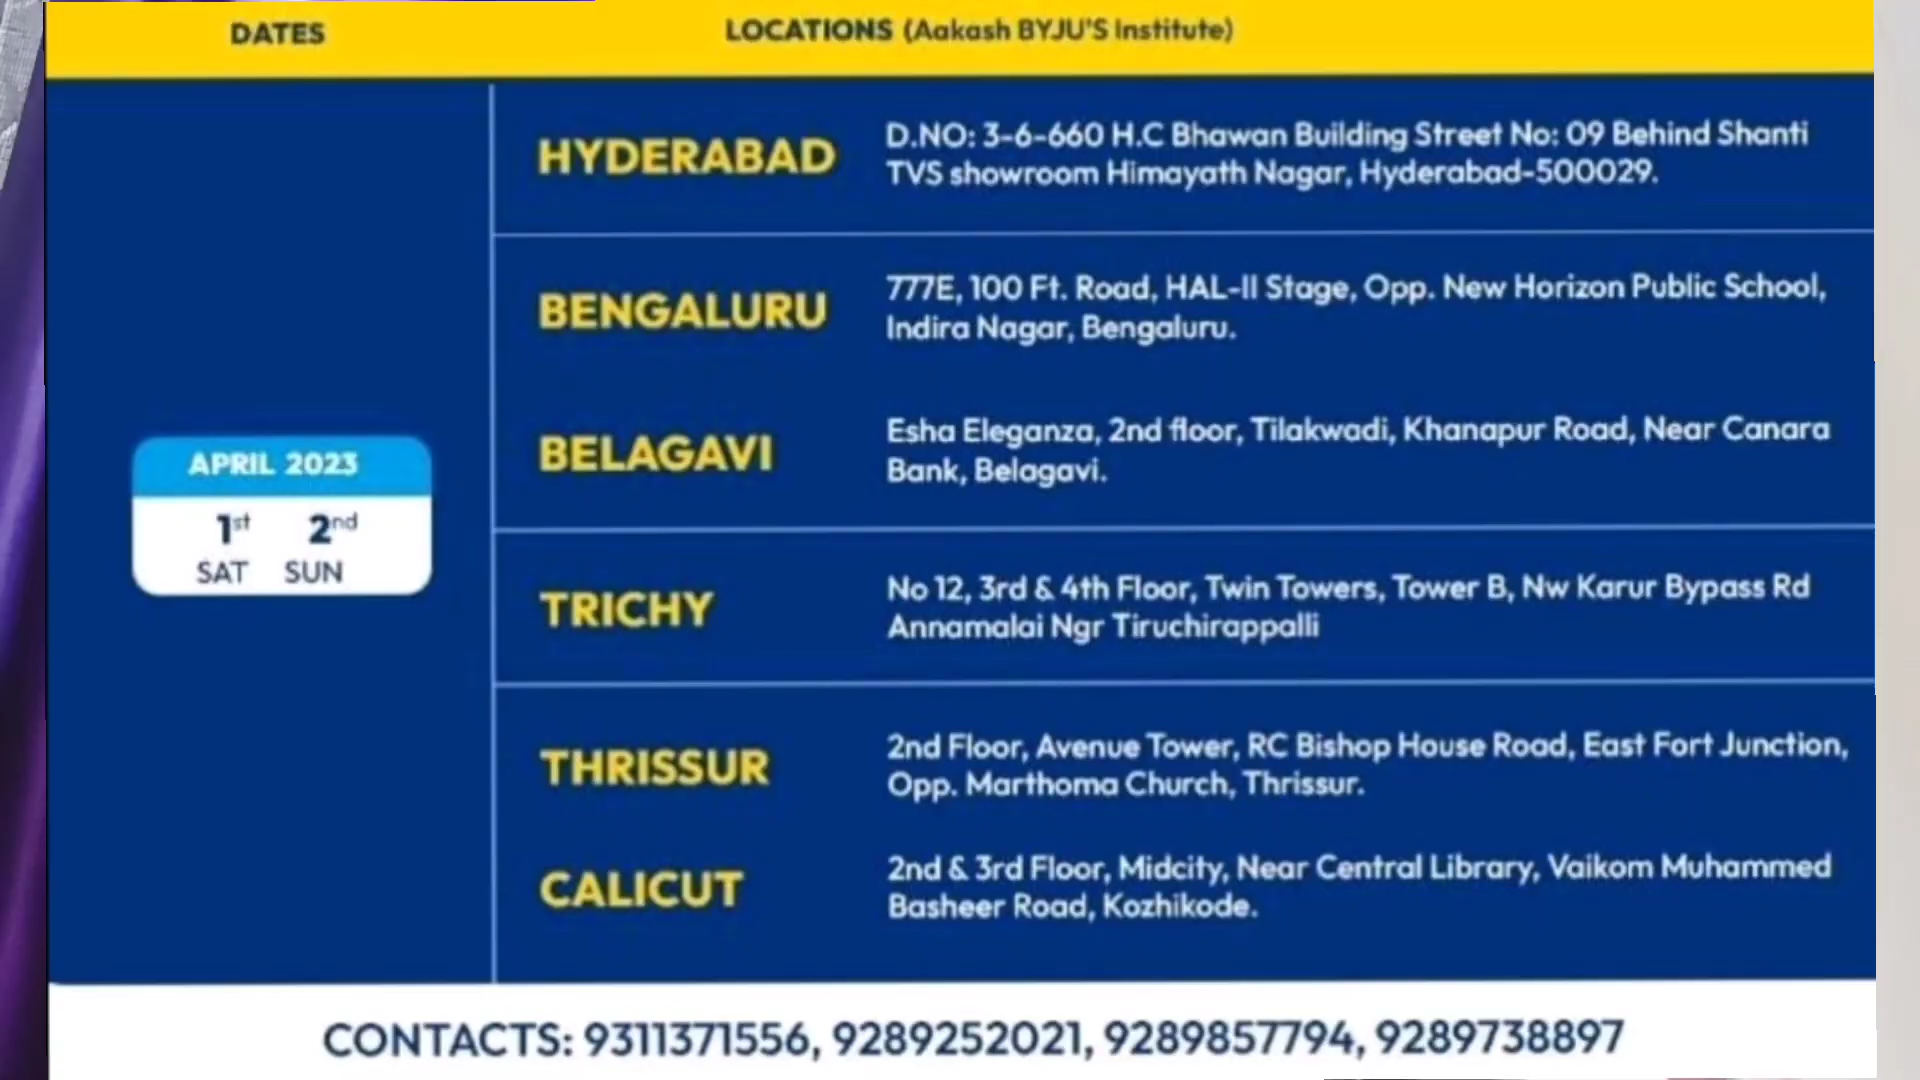 DATES
LOCATIONS (Aakash BYJU'S Institute)
APRIL 2023
1st 2nd
SAT SUN
HYDERABAD
D.NO: 3-6-660 H.C Bhawan Building Street No: 09 Behind Shanti
TVS showroom Himayath Nagar, Hyderabad-500029.
BENGALURU
777E, 100 Ft. Road, HAL-II Stage, Opp. New Horizon Public School,
Indira Nagar, Bengaluru.
BELAGAVI
Esha Eleganza, 2nd floor, Tilakwadi, Khanapur Road, Near Canara
Bank, Belagavi.
TRICHY
No 12, 3rd & 4th Floor, Twin Towers, Tower B, Nw Karur Bypass Rd
Annamalai Ngr Tiruchirappalli
THRISSUR
2nd Floor, Avenue Tower, RC Bishop House Road, East Fort Junction,
Opp. Marthoma Church, Thrissur.
CALICUT
2nd & 3rd Floor, Midcity, Near Central Library, Vaikom Muhammed
Basheer Road, Kozhikode.
CONTACTS: 9311371556, 9289252021, 9289857794, 9289738897